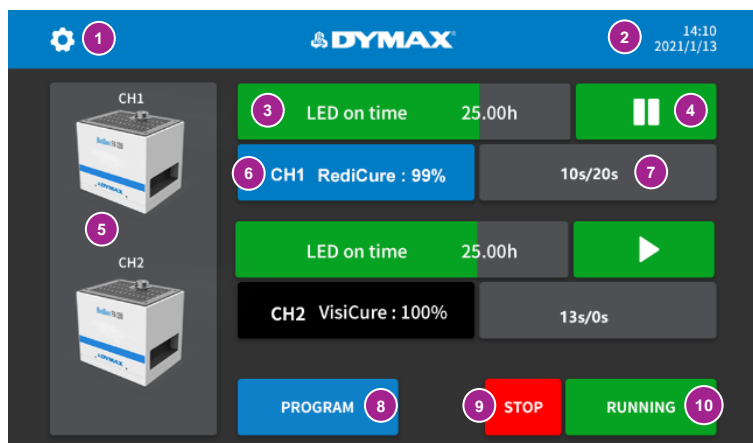 1
DYMAX
2
14:10
2021/1/13
CH1
3
LED on time 25.00h
4
6
CH1 RediCure : 99%
10s/20s
7
5
LED on time 25.00h
CH2
CH2 VisiCure : 100%
13s/0s
PROGRAM
8
9
STOP
RUNNING
10
DYMAX
DYMAX